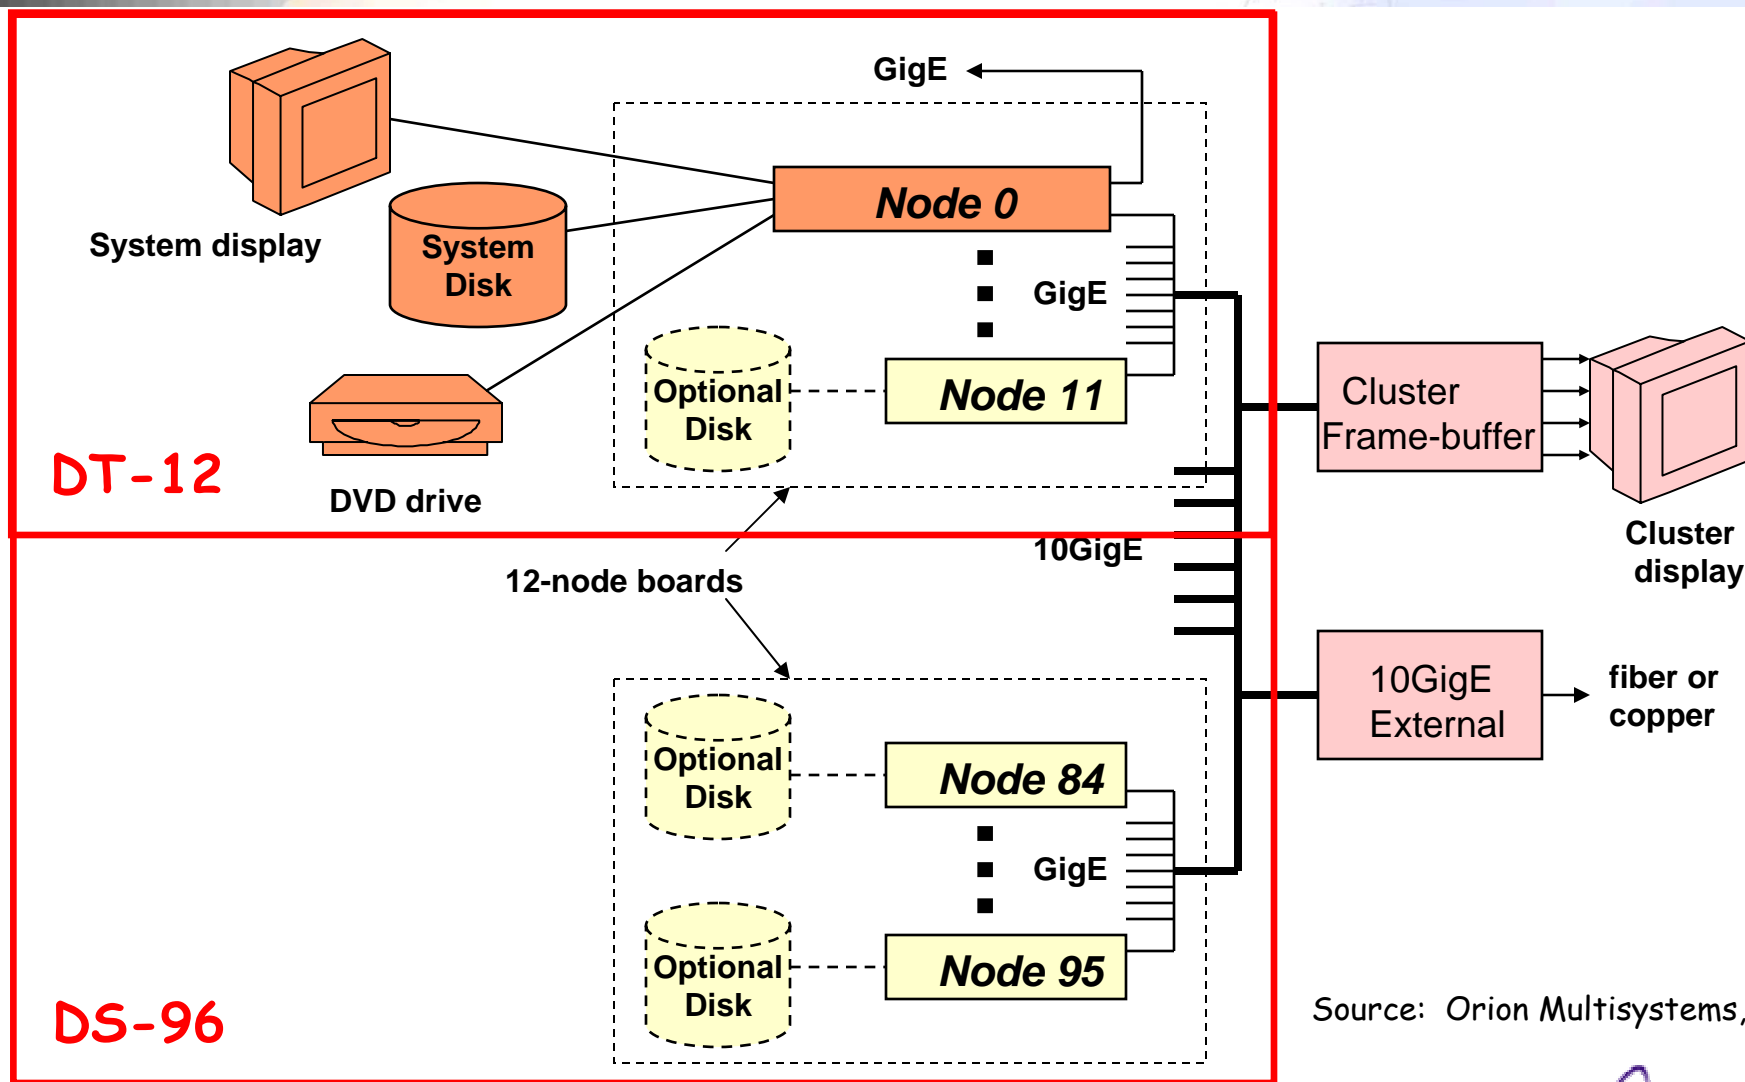 GigE
System display
System
Disk
Node 0
GigE
Optional
Disk
Node 11
DT-12
DVD drive
Cluster
Frame-buffer
Cluster
display
10GigE
12-node boards
10GigE
External
fiber or
copper
Optional
Disk
Node 84
GigE
Optional
Disk
Node 95
DS-96
Source: Orion Multisystems,